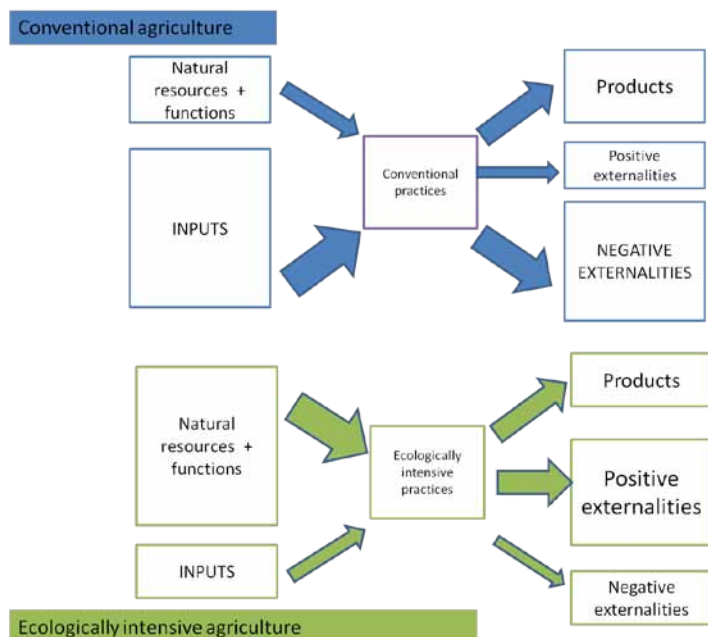 Conventional agriculture
Natural
resources +
functions
INPUTS
Conventional
practices
Products
Positive
externalities
NEGATIVE
EXTERNALITIES
Natural
resources +
functions
INPUTS
Ecologically
intensive
practices
Products
Positive
externalities
Negative
externalities
Ecologically intensive agriculture